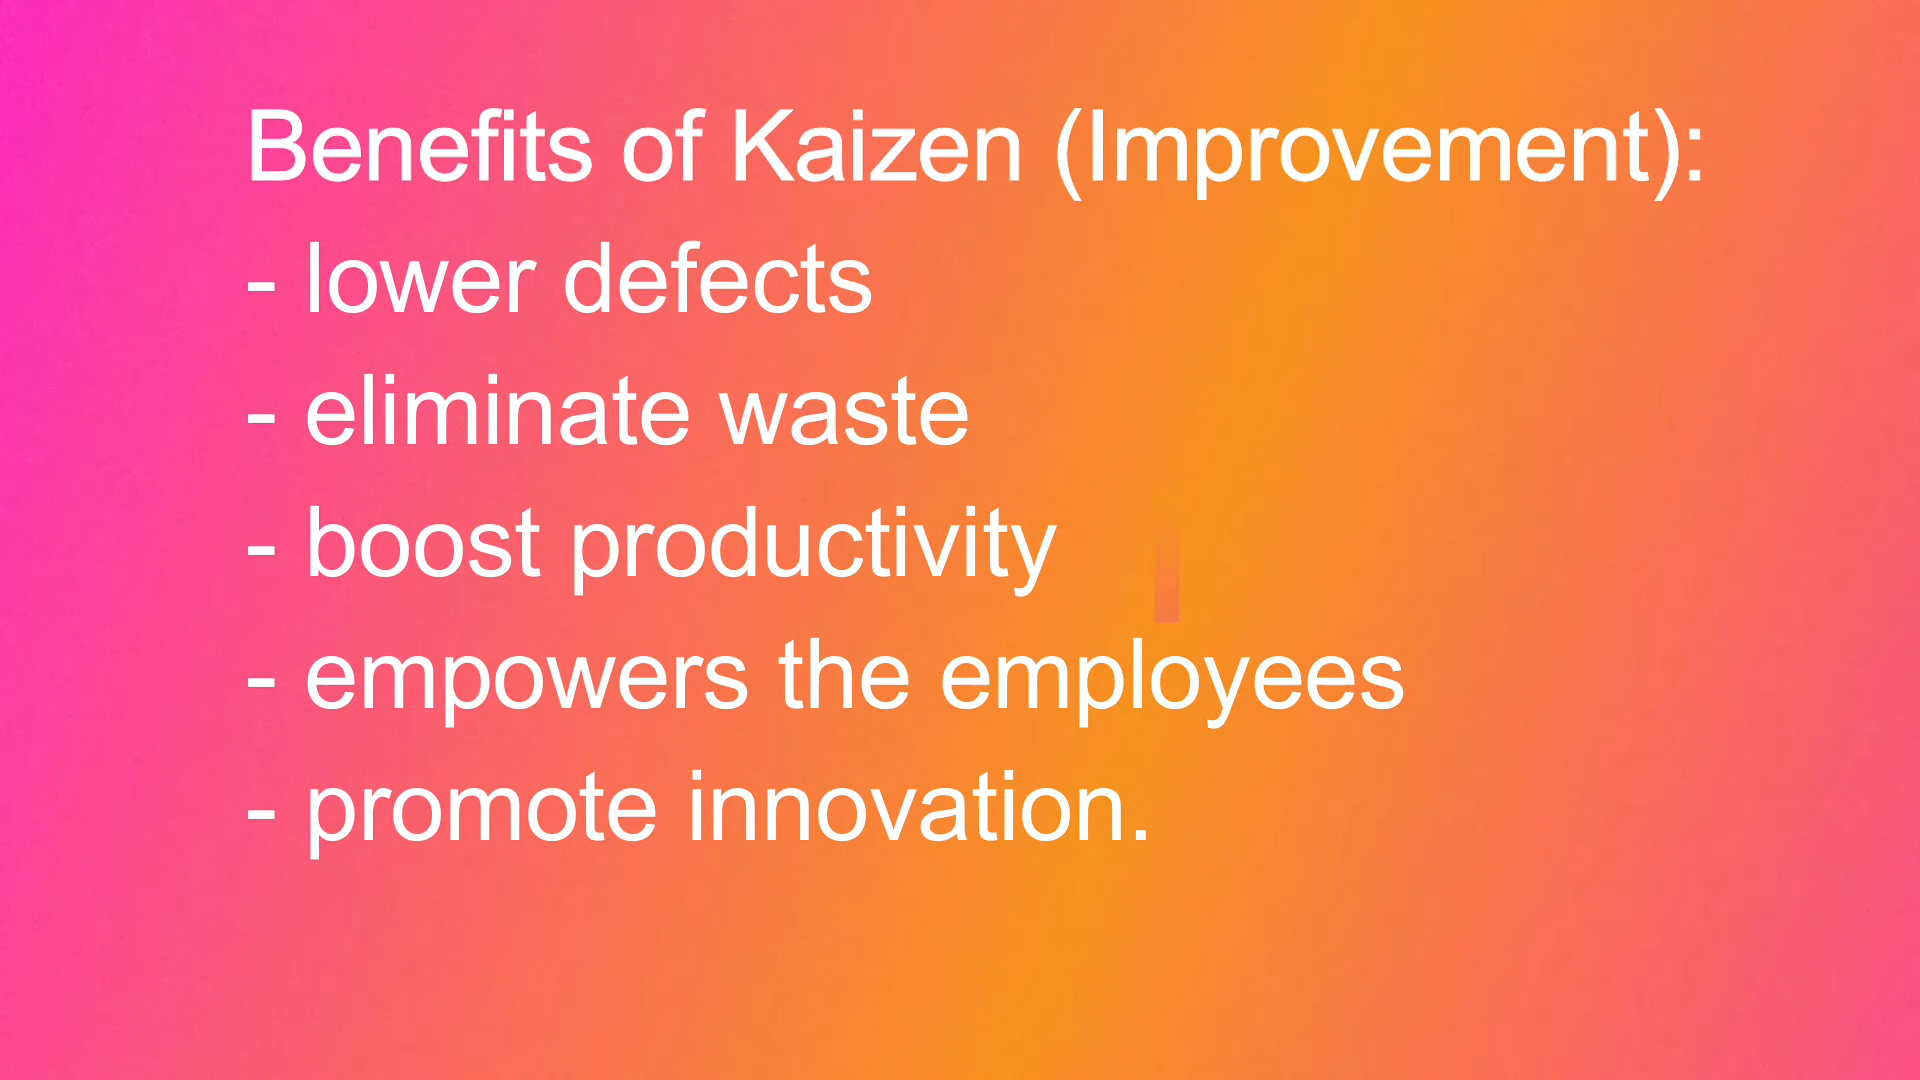 Benefits of Kaizen (Improvement):
- lower defects
- eliminate waste
- boost productivity
- empowers the employees
- promote innovation.